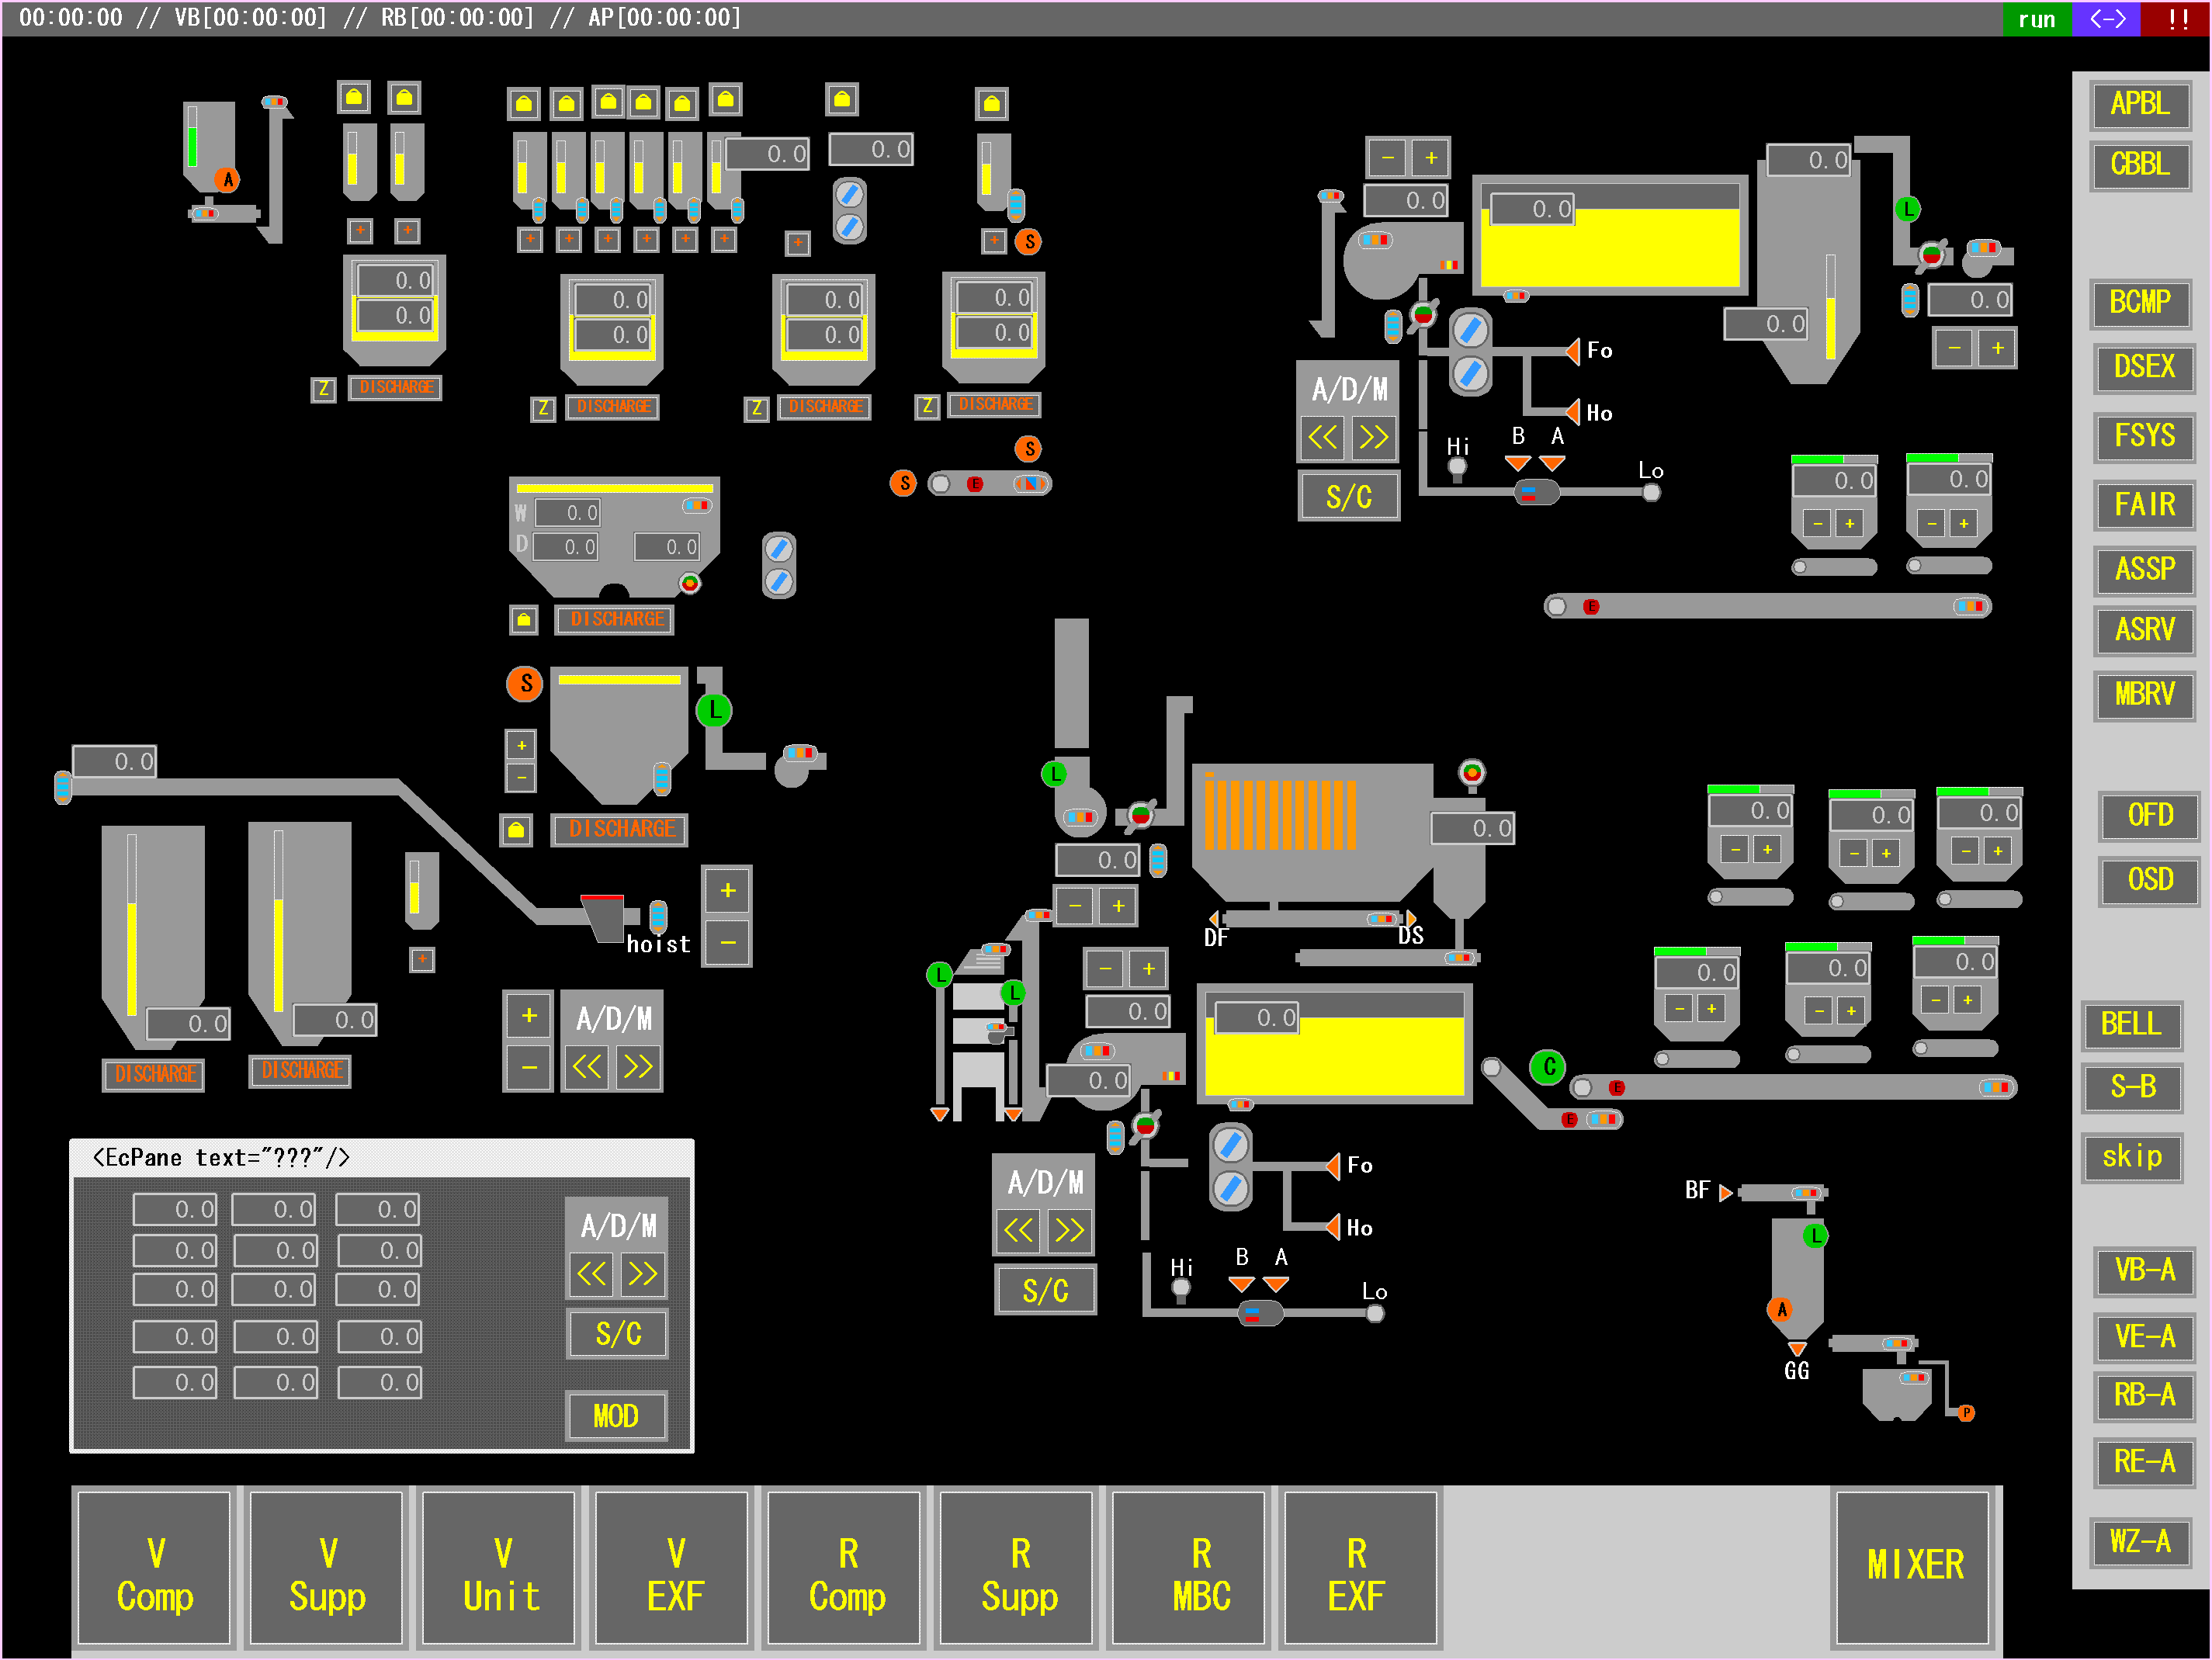 00:00:00 // VB[00:00:00] // RB[00:00:00] // AP[00:00:00]
run <-> !!
A
+ +
0.0
0.0
Z DISCHARGE
+ + + + + +
0.0
0.0
0.0
Z DISCHARGE
0.0
+
0.0
0.0
Z DISCHARGE
+ S
0.0
0.0
Z DISCHARGE
S
S E
W 0.0
D 0.0 0.0
DISCHARGE
S L
+
-
DISCHARGE
0.0
hoist
+
-
0.0 0.0
DISCHARGE DISCHARGE
+
+
-
A/D/M
<< >>
- +
0.0
0.0
0.0
0.0
L
0.0
- +
Fo
Ho
A/D/M
<< >>
S/C
Hi B A Lo
0.0 0.0
- + - +
E
L
0.0
- +
0.0
DF DS
L L
- +
0.0
0.0
0.0
0.0 0.0 0.0
- + - + - +
0.0 0.0 0.0
- + - + - +
C E
E
A/D/M
<< >>
S/C
Fo
Ho
Hi B A Lo
BF
L
A
GG
P
<EcPane text="???"/>
0.0 0.0 0.0
0.0 0.0 0.0
0.0 0.0 0.0
0.0 0.0 0.0
0.0 0.0 0.0
A/D/M
<< >>
S/C
MOD
APBL
CBBL
BCMP
DSEX
FSYS
FAIR
ASSP
ASRV
MBRV
OFD
OSD
BELL
S-B
skip
VB-A
VE-A
RB-A
RE-A
WZ-A
V
Comp
V
Supp
V
Unit
V
EXF
R
Comp
R
Supp
R
MBC
R
EXF
MIXER